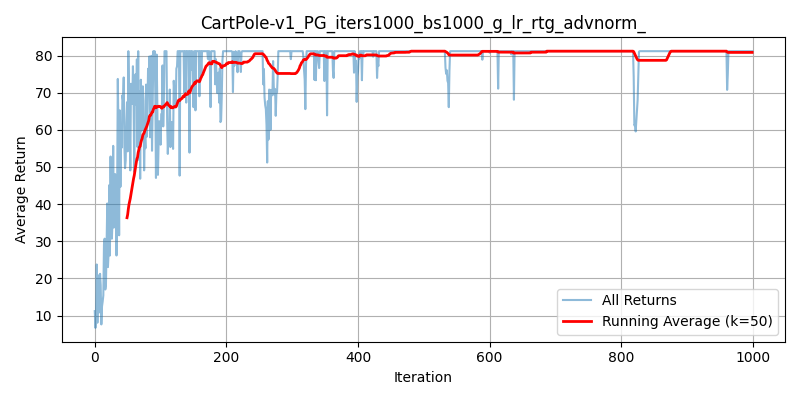 CartPole-v1_PG_iters1000_bs1000_g_lr_rtg_advnorm_
Average Return
80
70
60
50
40
30
20
10
0
200
400
600
800
1000
Iteration
All Returns
Running Average (k=50)